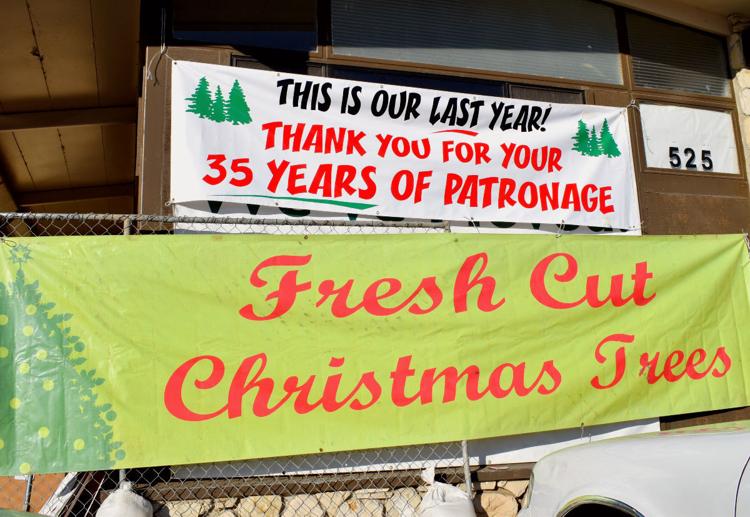 THIS IS OUR LAST YEAR!
THANK YOU FOR YOUR
35 YEARS OF PATRONAGE
525
Fresh Cut
Christmas Trees